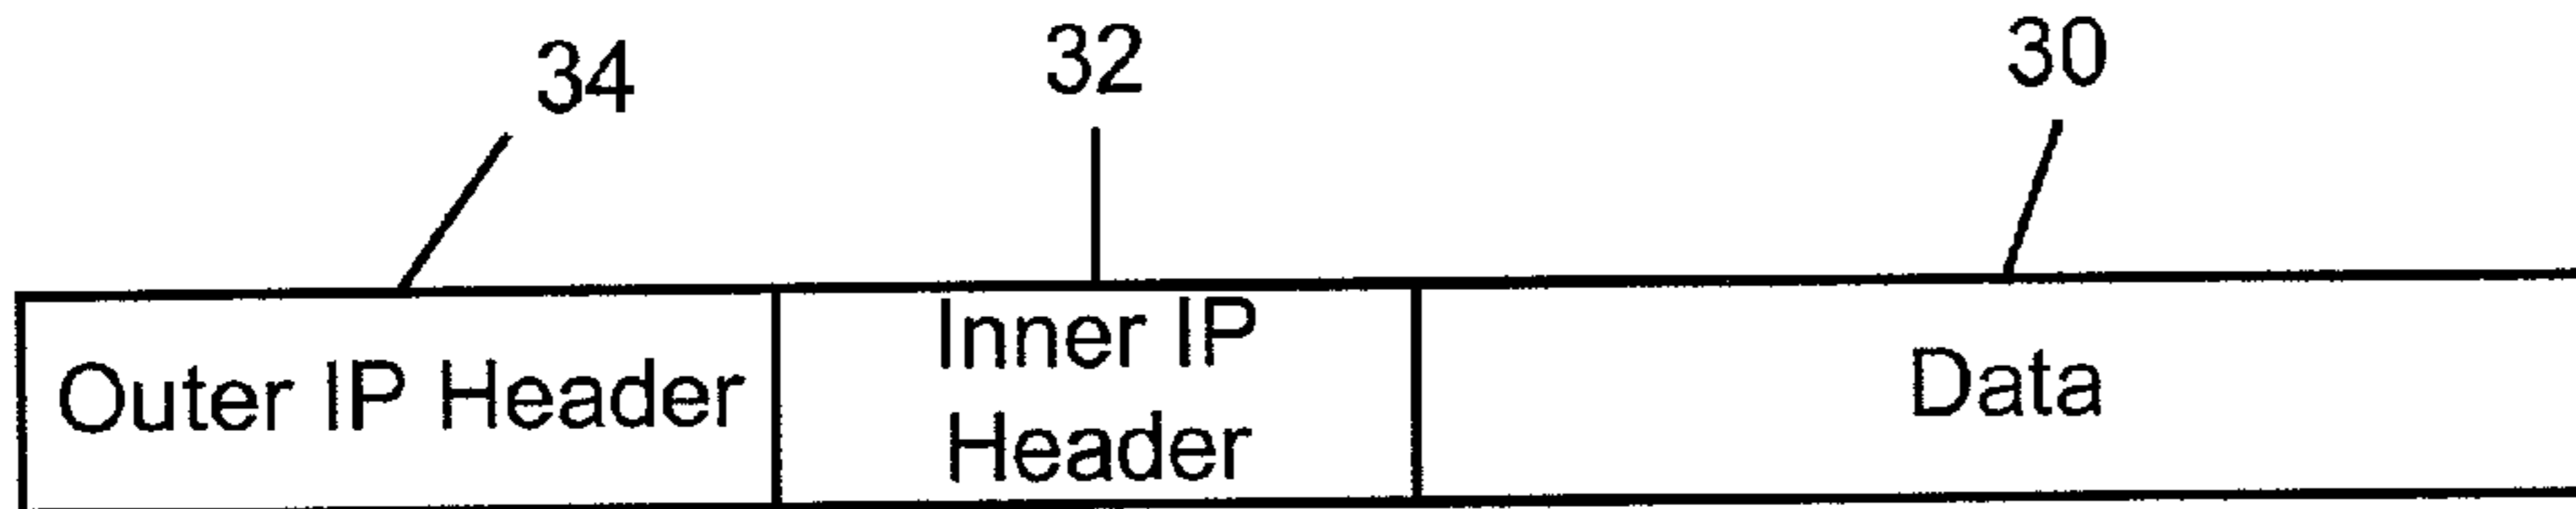 34 32 30
Outer IP Header
Inner IP
Header
Data